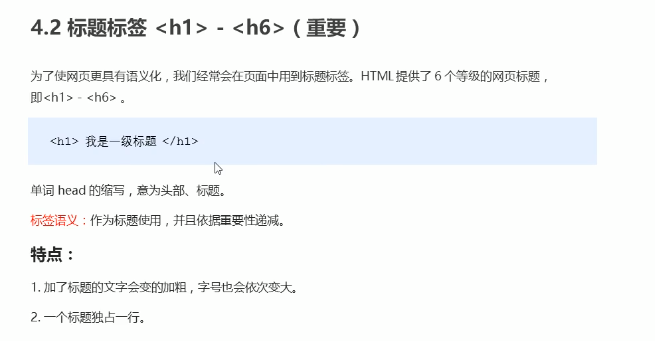 4.2 标题标签 <h1> - <h6>（重要）
为了使网页更具有语义化，我们经常会在页面中用到标题标签。HTML 提供了 6 个等级的网页标题，
即<h1> - <h6> 。
<h1> 我是一级标题 </h1>
单词 head 的缩写，意为头部、标题。
标签语义：作为标题使用，并且依据重要性递减。
特点：
1. 加了标题的文字会变的加粗，字号也会依次变大。
2. 一个标题独占一行。